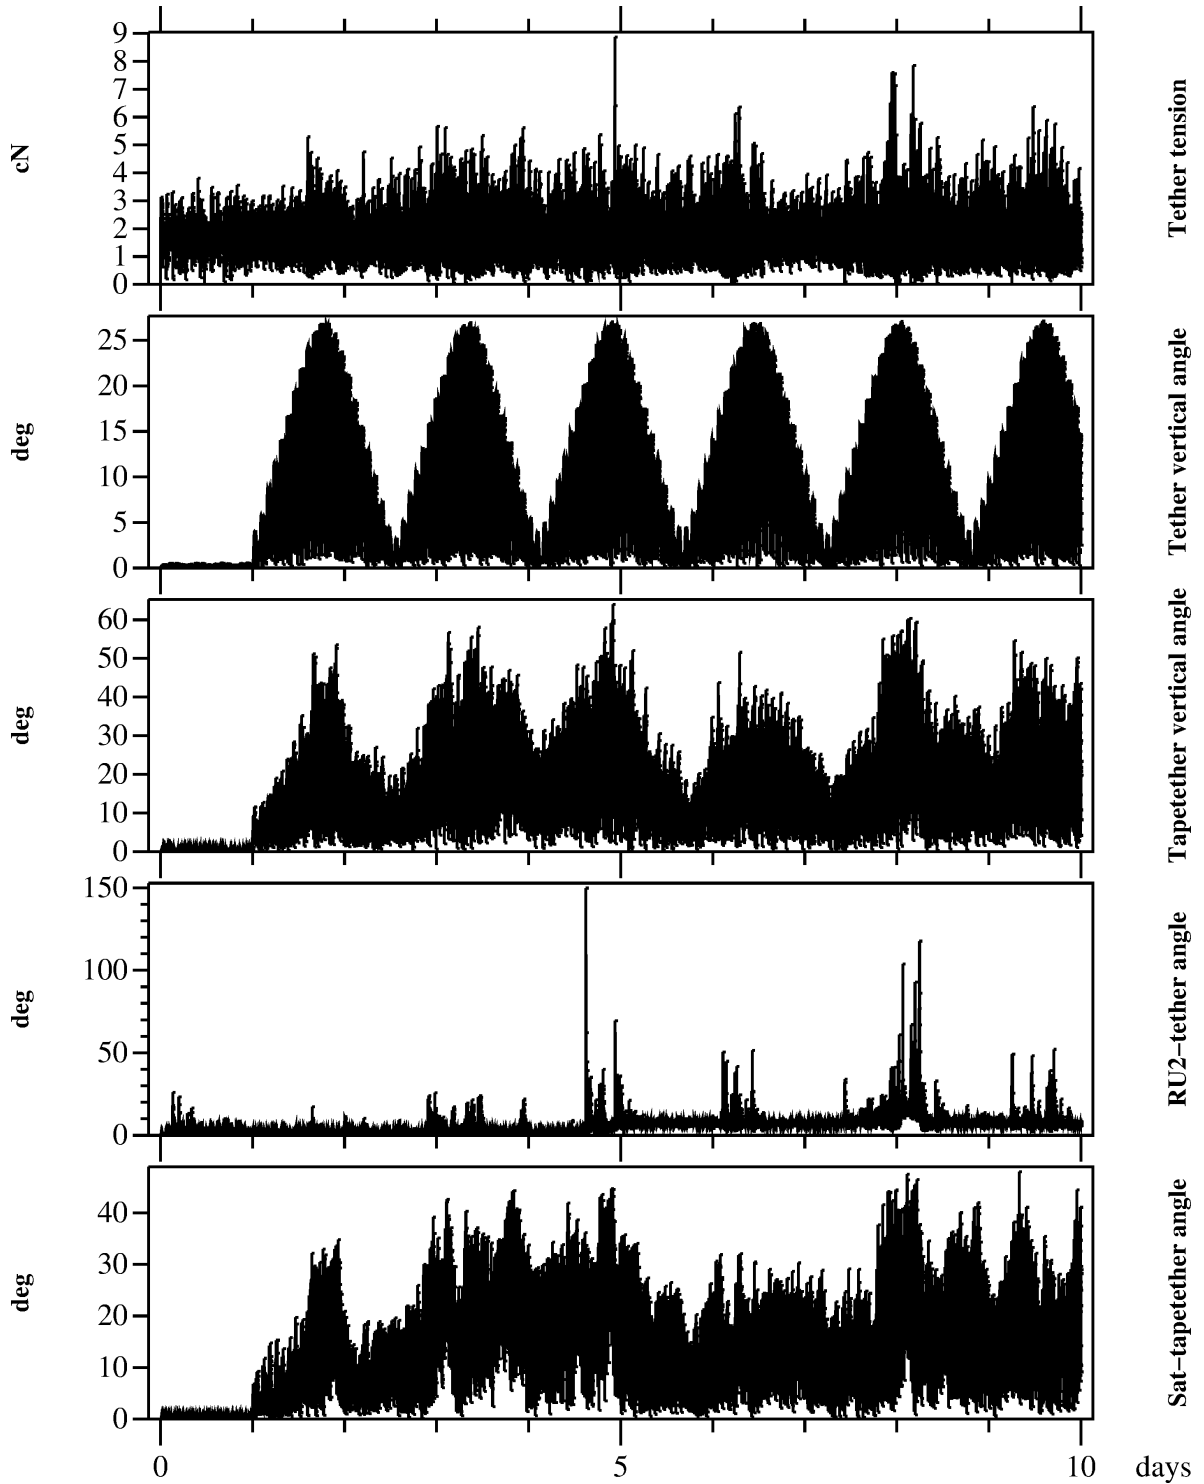 9
8
7
6
5
4
3
2
1
0
cN
Tether tension
25
20
15
10
5
0
deg
Tether vertical angle
60
50
40
30
20
10
0
deg
Tapetether vertical angle
150
100
50
0
deg
RU2−tether angle
40
30
20
10
0
deg
Sat−tapetether angle
0 5 10 days